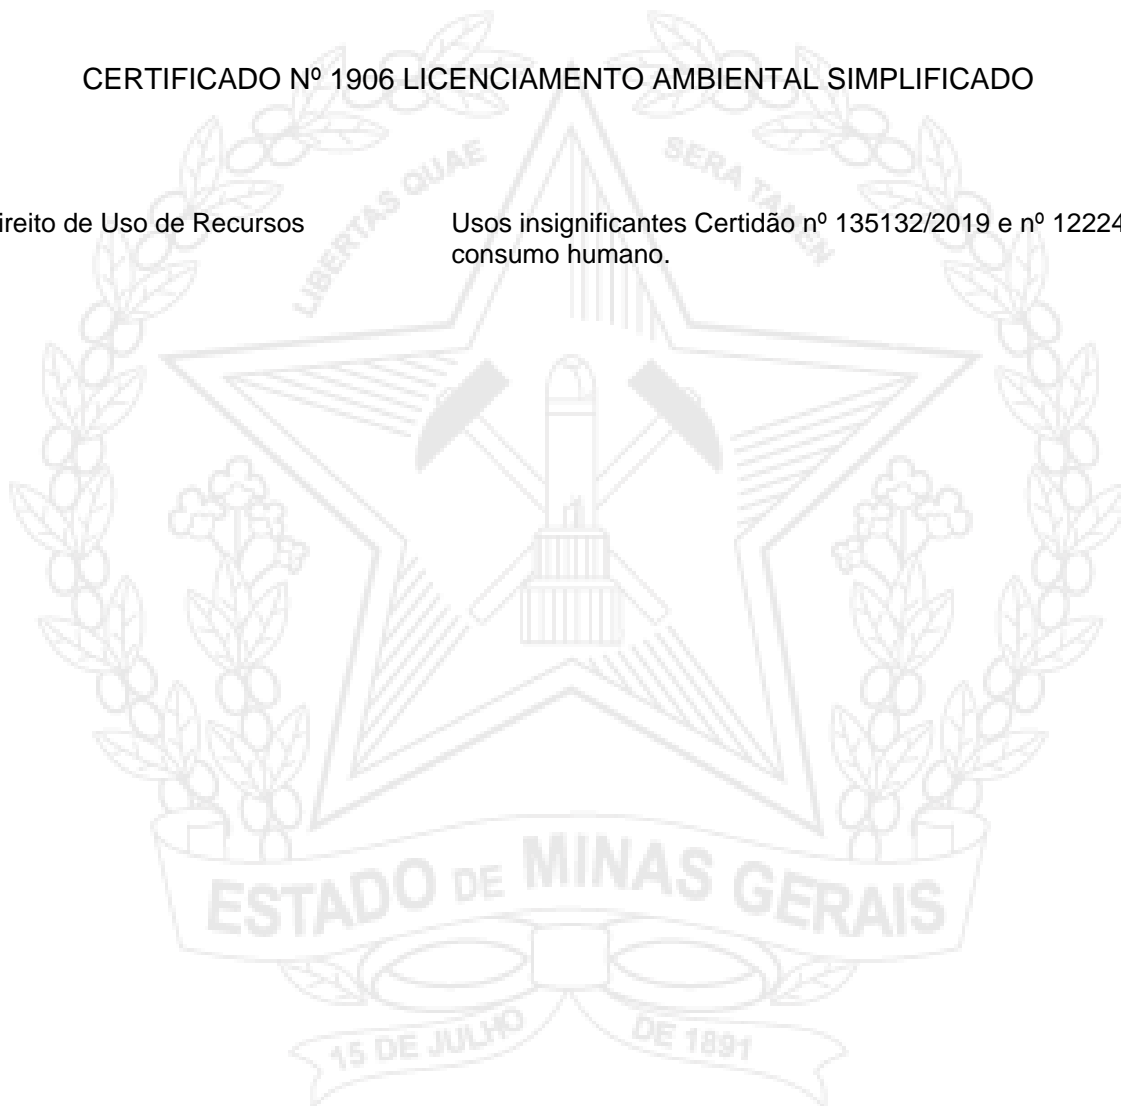 CERTIFICADO Nº 1906 LICENCIAMENTO AMBIENTAL SIMPLIFICADO
LIBERTAS QUAE SERA TAMEN
ireito de Uso de Recursos
Usos insignificantes Certidão nº 135132/2019 e nº 12224
consumo humano.
ESTADO DE MINAS GERAIS
15 DE JULHO DE 1891